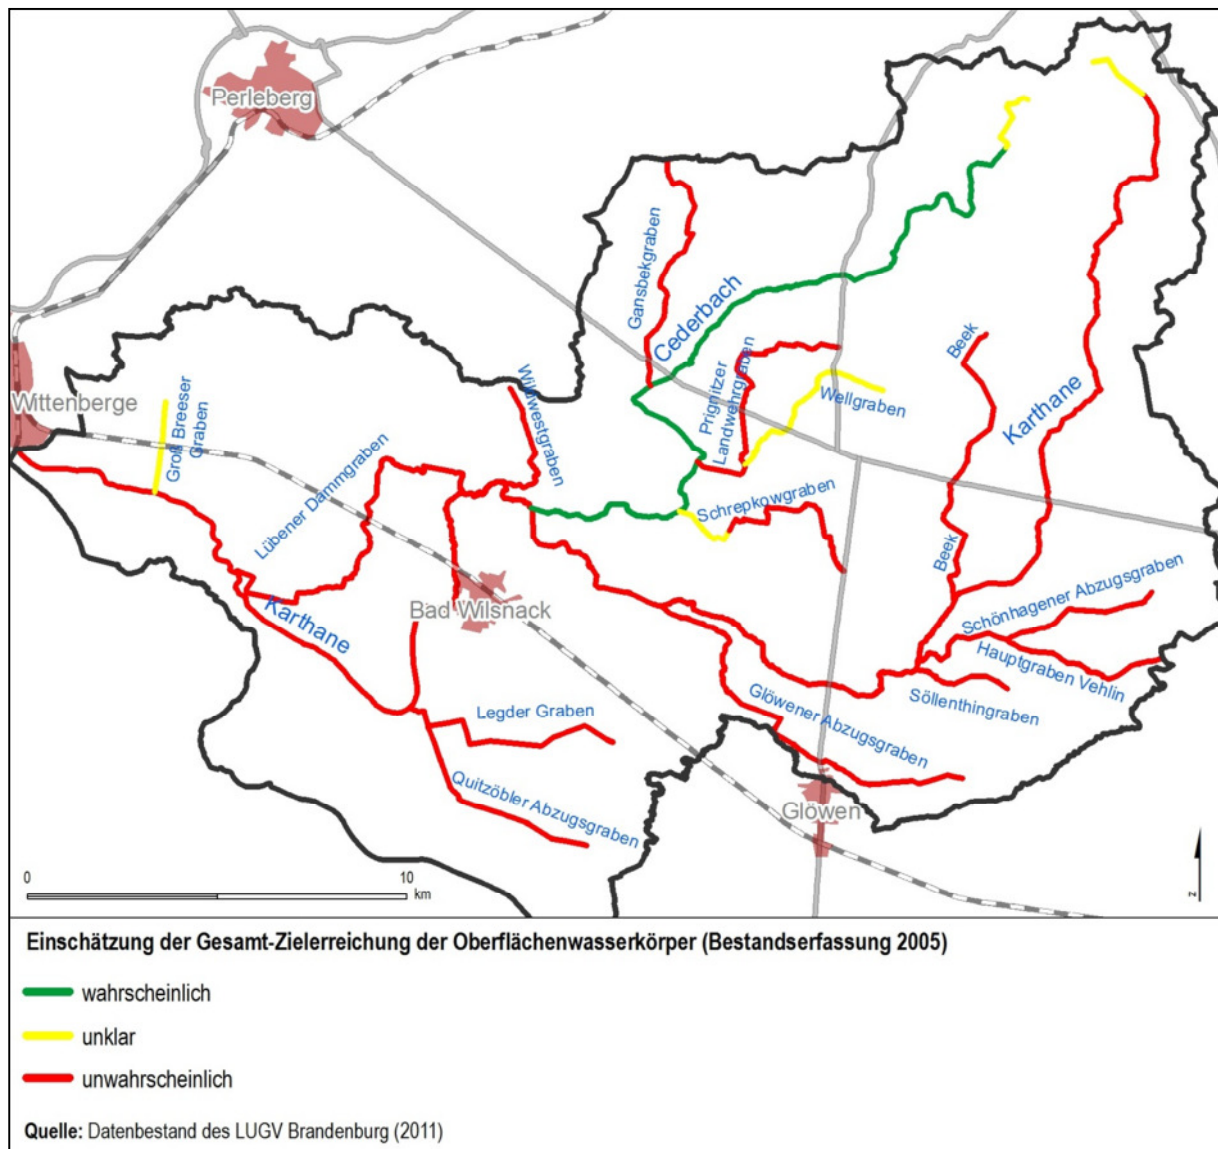 Perleberg
Gansbekgraben
Cederbach
Beek
Karthane
Prignitzer
Landwehrgraben
Wellgraben
Wittenberge
Groß Breeser
Graben
Wildwestgraben
Lübener Dammgraben
Schrepkowgraben
Beek
Schönhagener Abzugsgraben
Karthane
Bad Wilsnack
Hauptgraben Vehlin
Söllenthingraben
Legder Graben
Glöwener Abzugsgraben
Quitzöbler Abzugsgraben
Glöwen
0 10
km
N
Einschätzung der Gesamt-Zielerreichung der Oberflächenwasserkörper (Bestandserfassung 2005)
wahrscheinlich
unklar
unwahrscheinlich
Quelle: Datenbestand des LUGV Brandenburg (2011)